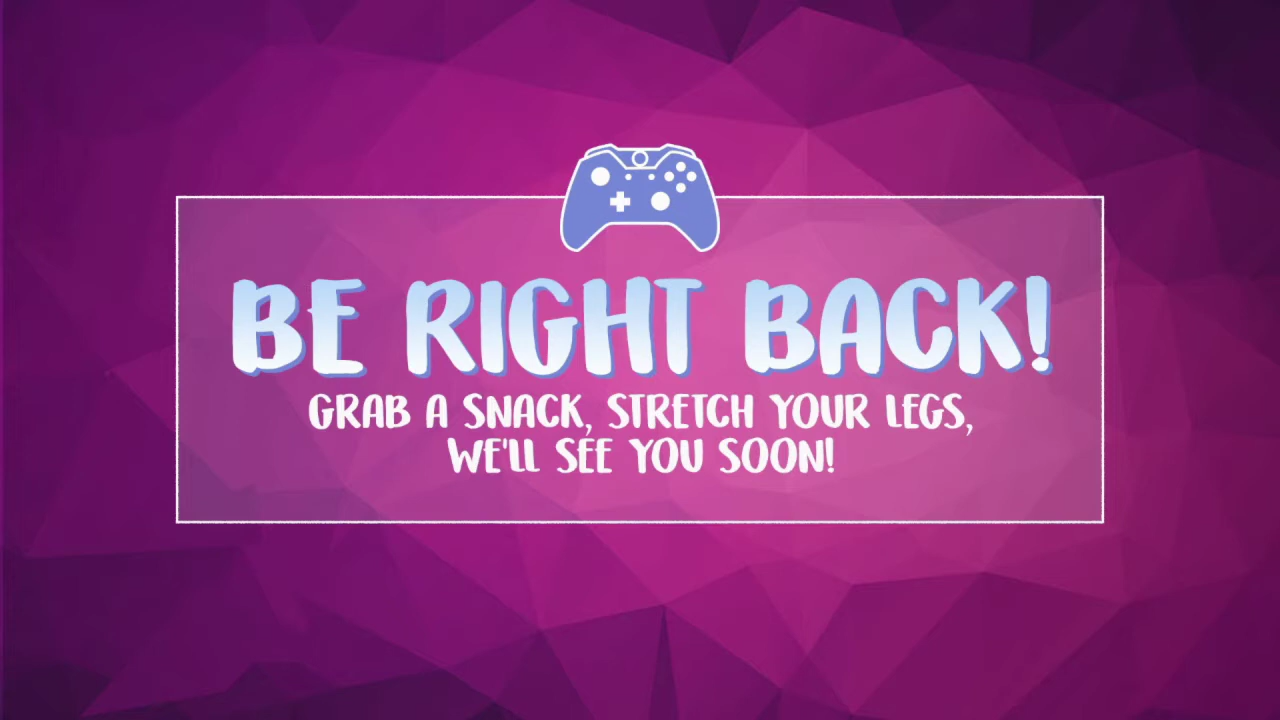 BE RIGHT BACK!
GRAB A SNACK, STRETCH YOUR LEGS,
WE'LL SEE YOU SOON!